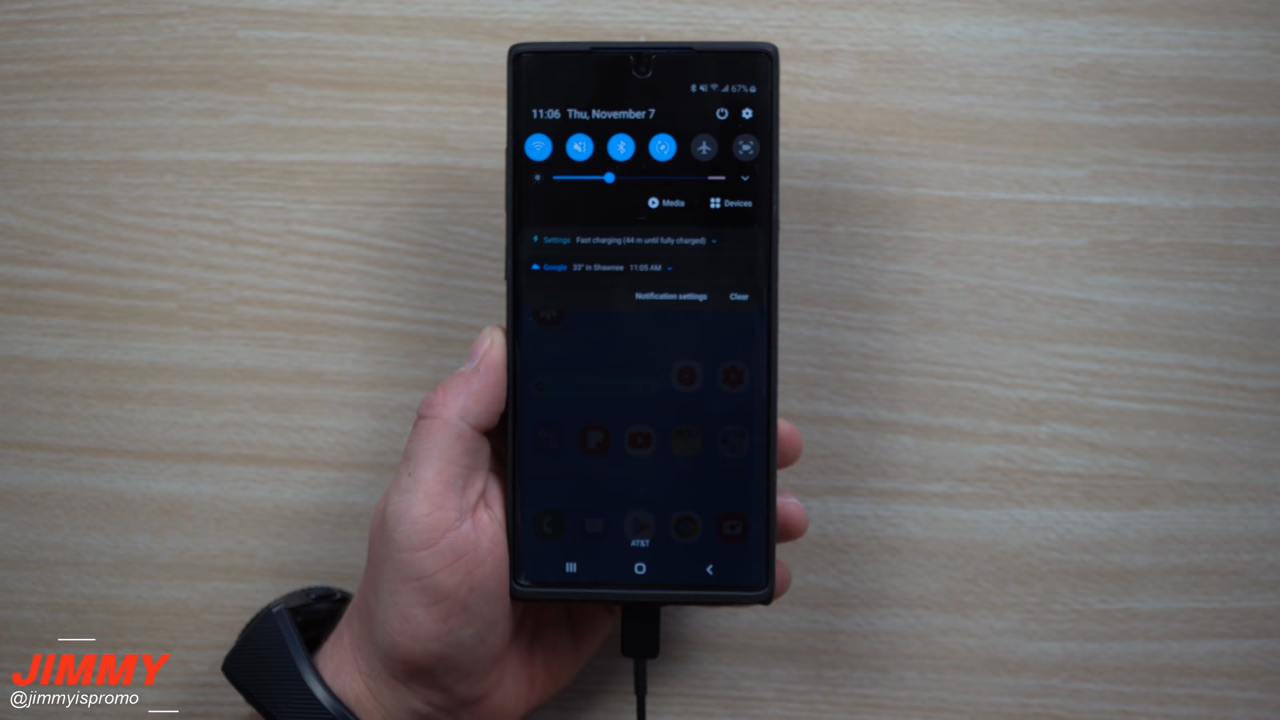 67%
11:06 Thu, November 7
Media Devices
Settings Fast charging (44 m until fully charged)
Google 33° in Shawnee 11:05 AM
Notification settings Clear
AT&T
JIMMY
@jimmyispromo